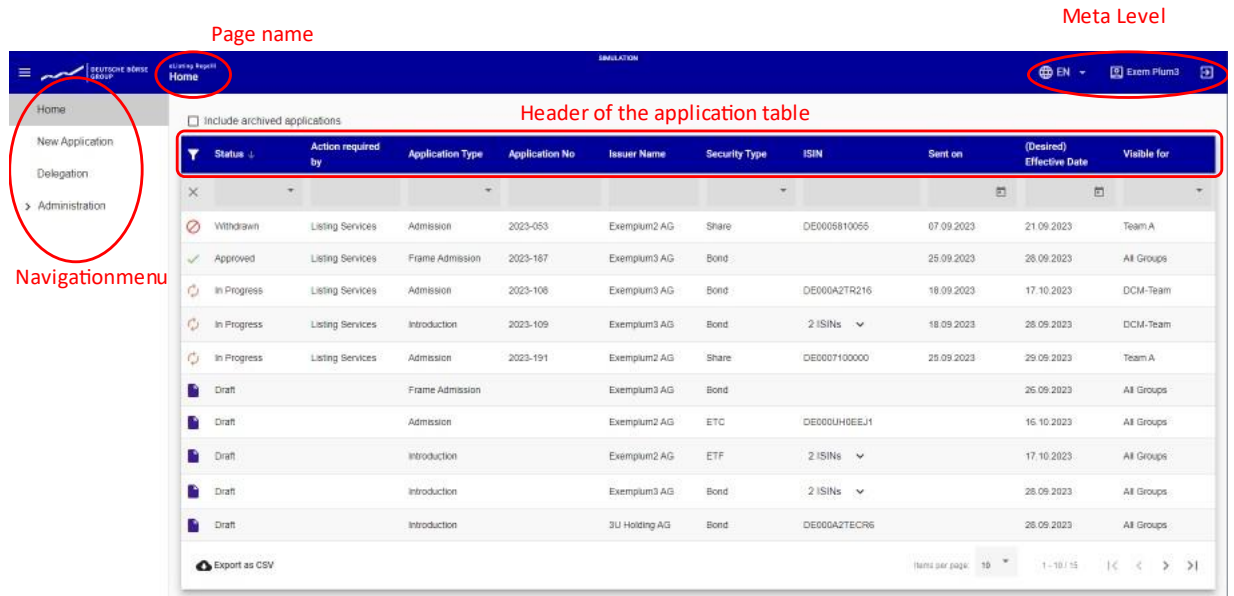 Meta Level
Page name
DEUTSCHE BÖRSE
GROUP
eListing RegelII
Home
SIMULATION
EN
Exem Plum3
Home
New Application
Delegation
Administration
Navigationmenu
Include archived applications
Header of the application table
Status ↓ Action required by Application Type Application No Issuer Name Security Type ISIN Sent on (Desired) Effective Date Visible for
Withdrawn Listing Services Admission 2023-053 Exemplum2 AG Share DE0005810055 07.09.2023 21.09.2023 Team A
Approved Listing Services Frame Admission 2023-187 Exemplum3 AG Bond 25.09.2023 28.09.2023 All Groups
In Progress Listing Services Admission 2023-108 Exemplum3 AG Bond DE000A2TR216 18.09.2023 17.10.2023 DCM-Team
In Progress Listing Services Introduction 2023-109 Exemplum3 AG Bond 2 ISINs 18.09.2023 28.09.2023 DCM-Team
In Progress Listing Services Admission 2023-191 Exemplum2 AG Share DE0007100000 25.09.2023 29.09.2023 Team A
Draft Frame Admission Exemplum3 AG Bond 26.09.2023 All Groups
Draft Admission Exemplum2 AG ETC DE000UH0EEJ1 16.10.2023 All Groups
Draft Introduction Exemplum2 AG ETF 2 ISINs 17.10.2023 All Groups
Draft Introduction Exemplum3 AG Bond 2 ISINs 28.09.2023 All Groups
Draft Introduction 3U Holding AG Bond DE000A2TECR6 28.09.2023 All Groups
Export as CSV
Items per page: 10 1 - 10 / 15